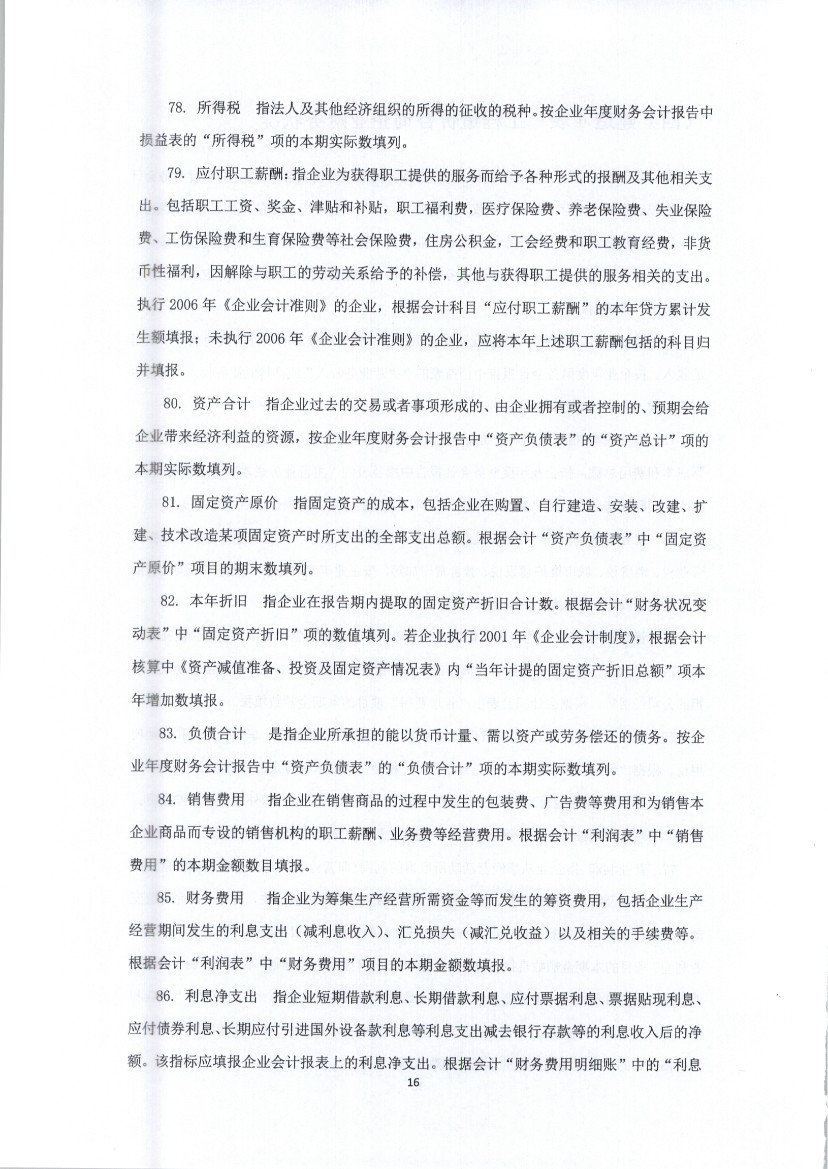 78. 所得税　指法人及其他经济组织的所得的征收的税种。按企业年度财务会计报告中
损益表的“所得税”项的本期实际数填列。
79. 应付职工薪酬：指企业为获得职工提供的服务而给予各种形式的报酬及其他相关支
出。包括职工工资、奖金、津贴和补贴，职工福利费，医疗保险费、养老保险费、失业保险
费、工伤保险费和生育保险费等社会保险费，住房公积金，工会经费和职工教育经费，非货
币性福利，因解除与职工的劳动关系给予的补偿，其他与获得职工提供的服务相关的支出。
执行 2006 年《企业会计准则》的企业，根据会计科目“应付职工薪酬”的本年贷方累计发
生额填报；未执行 2006 年《企业会计准则》的企业，应将本年上述职工薪酬包括的科目归
并填报。
80. 资产合计　指企业过去的交易或者事项形成的、由企业拥有或者控制的、预期会给
企业带来经济利益的资源，按企业年度财务会计报告中“资产负债表”的“资产总计”项的
本期实际数填列。
81. 固定资产原价　指固定资产的成本，包括企业在购置、自行建造、安装、改建、扩
建、技术改造某项固定资产时所支出的全部支出总额。根据会计“资产负债表”中“固定资
产原价”项目的期末数填列。
82. 本年折旧　指企业在报告期内提取的固定资产折旧合计数。根据会计“财务状况变
动表”中“固定资产折旧”项的数值填列。若企业执行 2001 年《企业会计制度》，根据会计
核算中《资产减值准备、投资及固定资产情况表》内“当年计提的固定资产折旧总额”项本
年增加数填报。
83. 负债合计　是指企业所承担的能以货币计量、需以资产或劳务偿还的债务。按企
业年度财务会计报告中“资产负债表”的“负债合计”项的本期实际数填列。
84. 销售费用　指企业在销售商品的过程中发生的包装费、广告费等费用和为销售本
企业商品而专设的销售机构的职工薪酬、业务费等经营费用。根据会计“利润表”中“销售
费用”的本期金额数目填报。
85. 财务费用　指企业为筹集生产经营所需资金等而发生的筹资费用，包括企业生产
经营期间发生的利息支出（减利息收入）、汇兑损失（减汇兑收益）以及相关的手续费等。
根据会计“利润表”中“财务费用”项目的本期金额数填报。
86. 利息净支出　指企业短期借款利息、长期借款利息、应付票据利息、票据贴现利息、
应付债券利息、长期应付引进国外设备款利息等利息支出减去银行存款等的利息收入后的净
额。该指标应填报企业会计报表上的利息净支出。根据会计“财务费用明细账”中的“利息
16